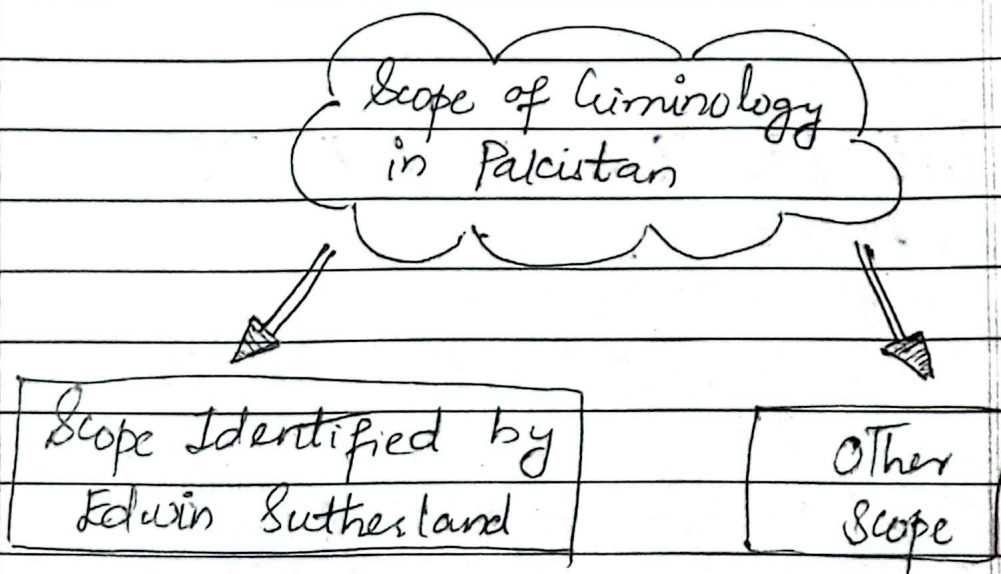 Scope of Criminology
in Pakistan
Scope Identified by
Edwin Sutherland
Other
Scope